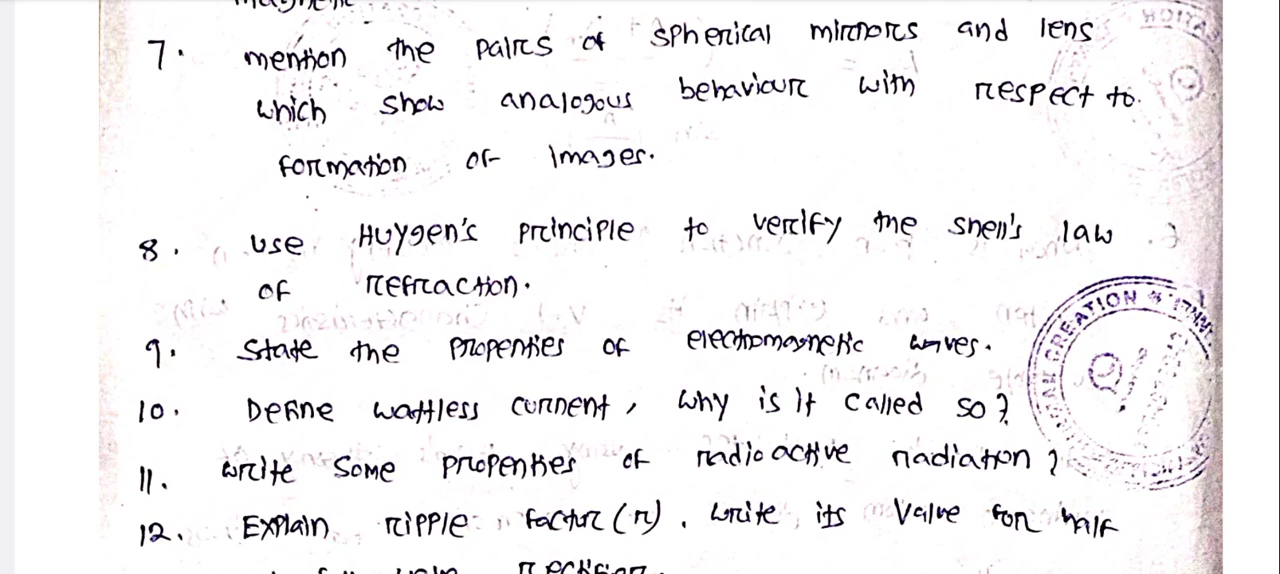 7. mention the pairs of spherical mirrors and lens
which show analogous behaviour with respect to
formation of images.
8. Use Huygen's principle to verify the snell's law
of refraction.
9. State the properties of electromagnetic waves.
10. Define wattless current, why is it called so?
11. write some properties of radioactive radiation?
12. Explain ripple factor (r). write its value for half
rectifier.
AN CREATION